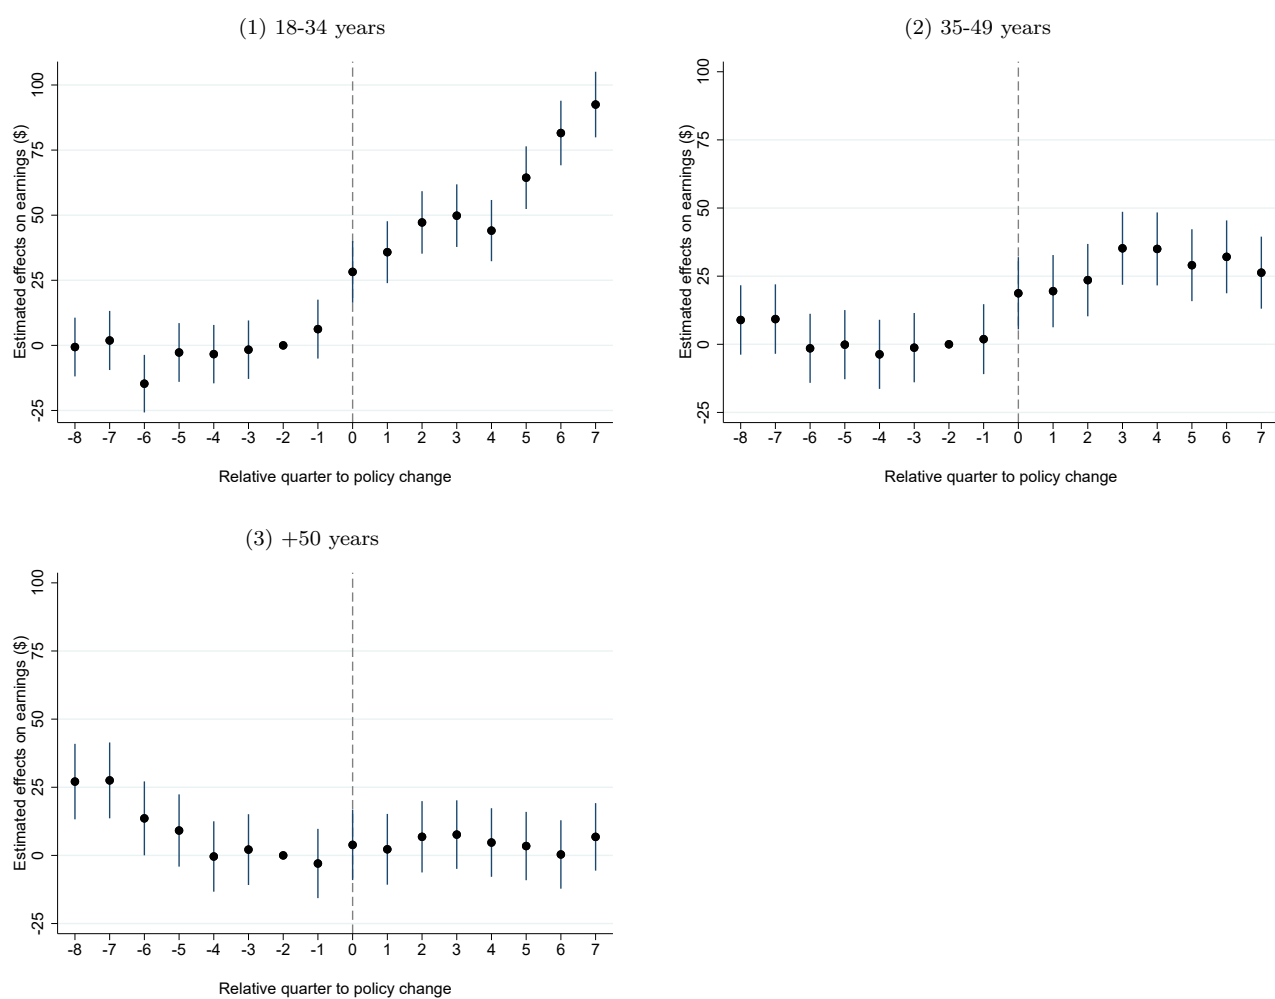 (1) 18-34 years
Estimated effects on earnings ($)
100
75
50
25
0
-25
-8 -7 -6 -5 -4 -3 -2 -1 0 1 2 3 4 5 6 7
Relative quarter to policy change
(2) 35-49 years
Estimated effects on earnings ($)
100
75
50
25
0
-25
-8 -7 -6 -5 -4 -3 -2 -1 0 1 2 3 4 5 6 7
Relative quarter to policy change
(3) +50 years
Estimated effects on earnings ($)
100
75
50
25
0
-25
-8 -7 -6 -5 -4 -3 -2 -1 0 1 2 3 4 5 6 7
Relative quarter to policy change